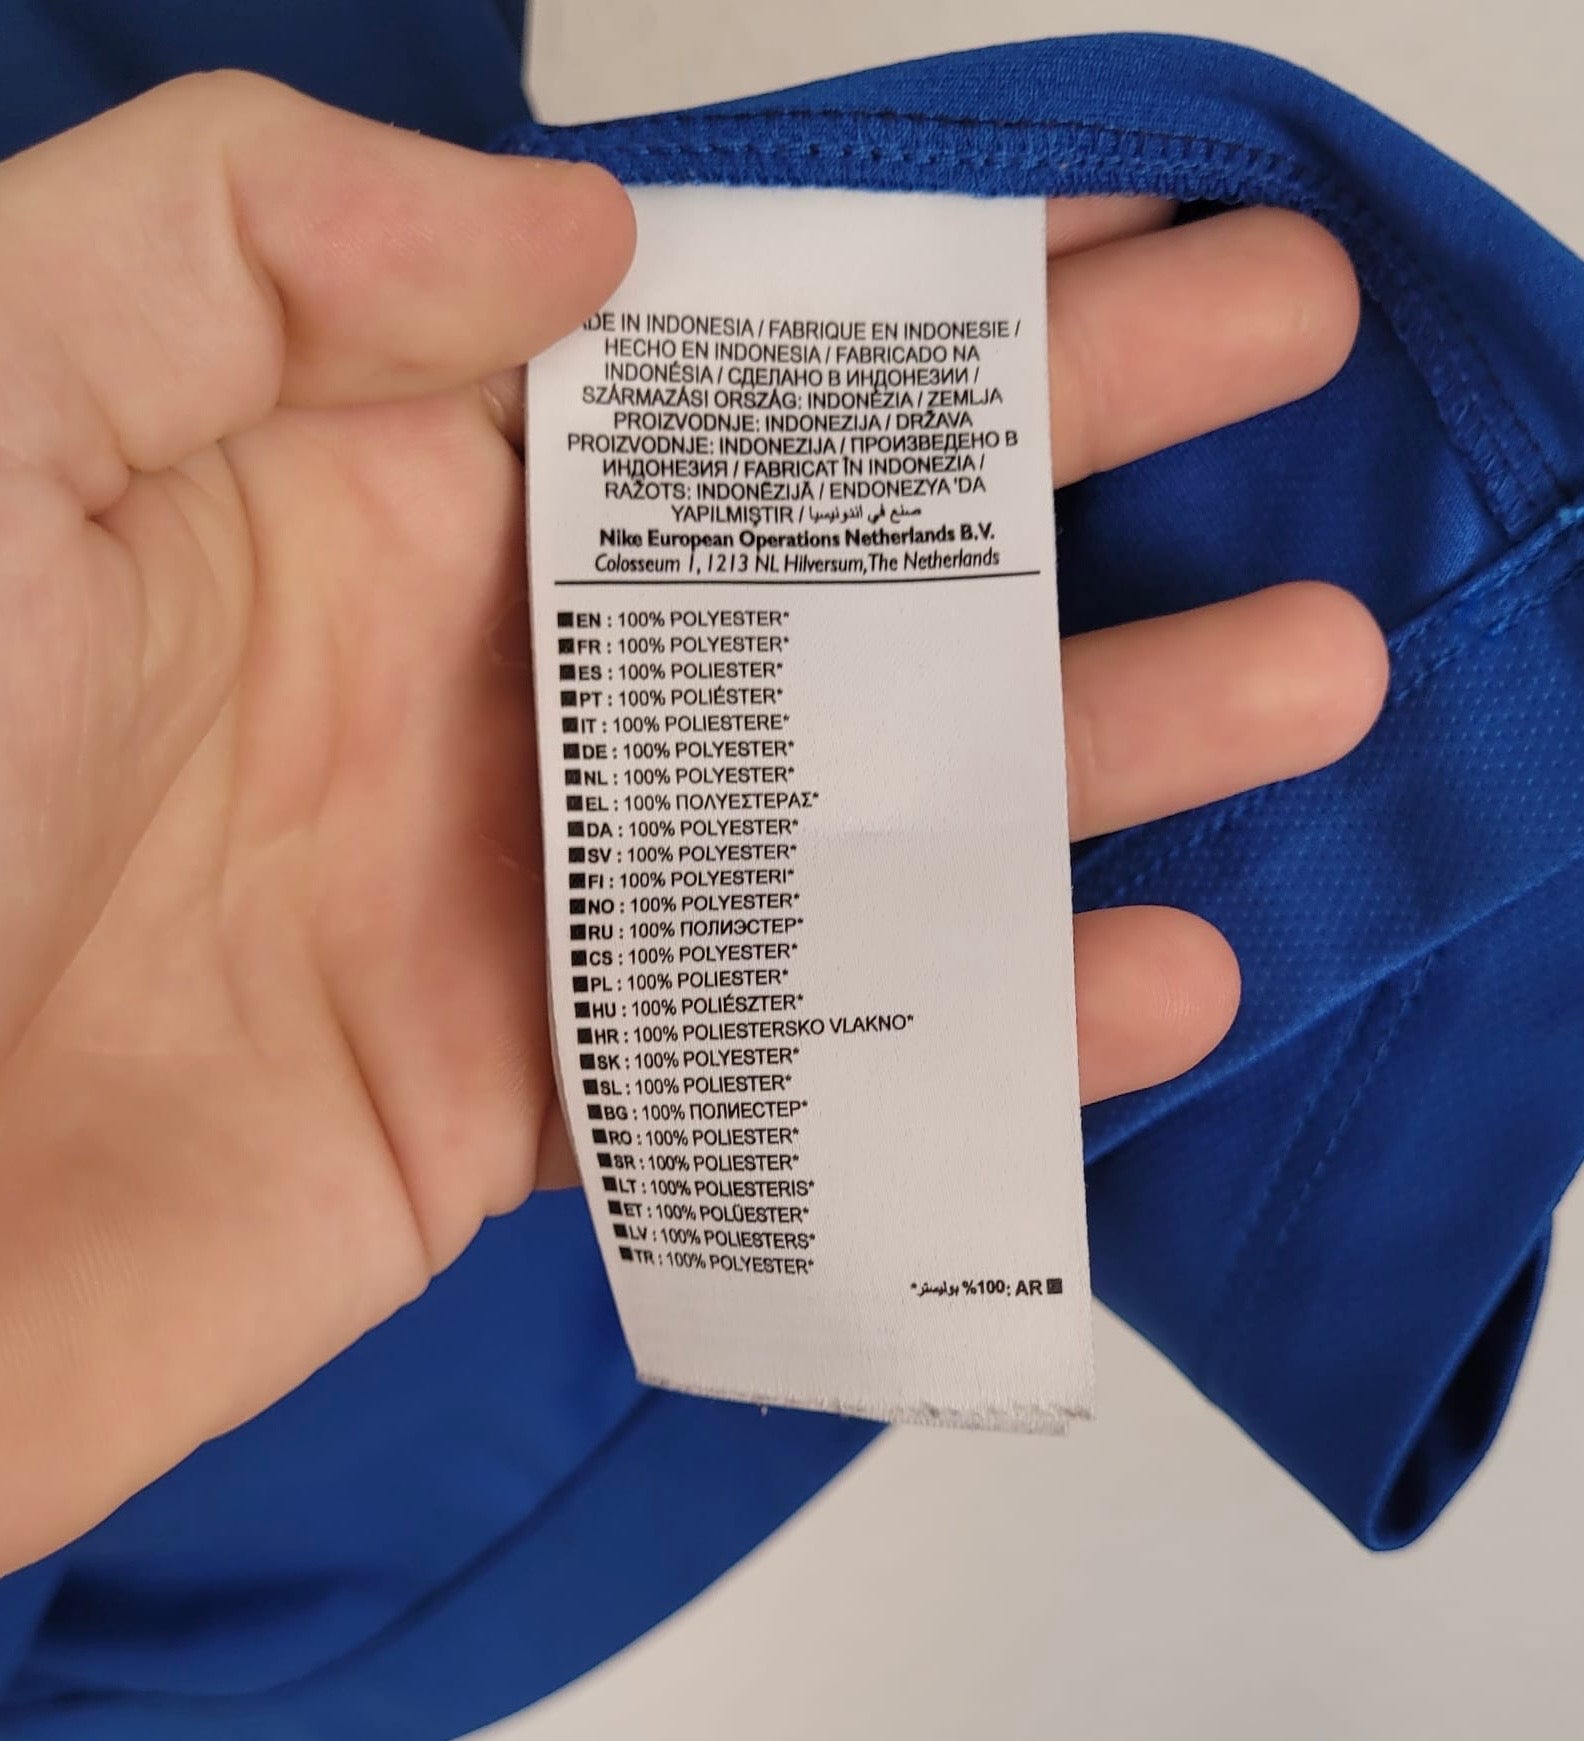 DE IN INDONESIA / FABRIQUE EN INDONESIE /
HECHO EN INDONESIA / FABRICADO NA
INDONÉSIA / СДЕЛАНО В ИНДОНЕЗИИ /
SZÁRMAZÁSI ORSZÁG: INDONÉZIA / ZEMLJA
PROIZVODNJE: INDONEZIJA / DRŽAVA
PROIZVODNJE: INDONEZIJA / ПРОИЗВЕДЕНО В
ИНДОНЕЗИЯ / FABRICAT ÎN INDONEZIA /
RAŽOTS: INDONĒZIJĀ / ENDONEZYA 'DA
YAPILMIŞTIR / صنع في اندونيسيا
Nike European Operations Netherlands B.V.
Colosseum 1, 1213 NL Hilversum, The Netherlands
EN : 100% POLYESTER*
FR : 100% POLYESTER*
ES : 100% POLIESTER*
PT : 100% POLIÉSTER*
IT : 100% POLIESTERE*
DE : 100% POLYESTER*
NL : 100% POLYESTER*
EL : 100% ΠΟΛΥΕΣΤΕΡΑΣ*
DA : 100% POLYESTER*
SV : 100% POLYESTER*
FI : 100% POLYESTERI*
NO : 100% POLYESTER*
RU : 100% ПОЛИЭСТЕР*
CS : 100% POLYESTER*
PL : 100% POLIESTER*
HU : 100% POLIÉSZTER*
HR : 100% POLIESTERSKO VLAKNO*
SK : 100% POLYESTER*
SL : 100% POLIESTER*
BG : 100% ПОЛИЕСТЕР*
RO : 100% POLIESTER*
SR : 100% POLIESTER*
LT : 100% POLIESTERIS*
ET : 100% POLÜESTER*
LV : 100% POLIESTERS*
TR : 100% POLYESTER*
AR :100% بوليستر*